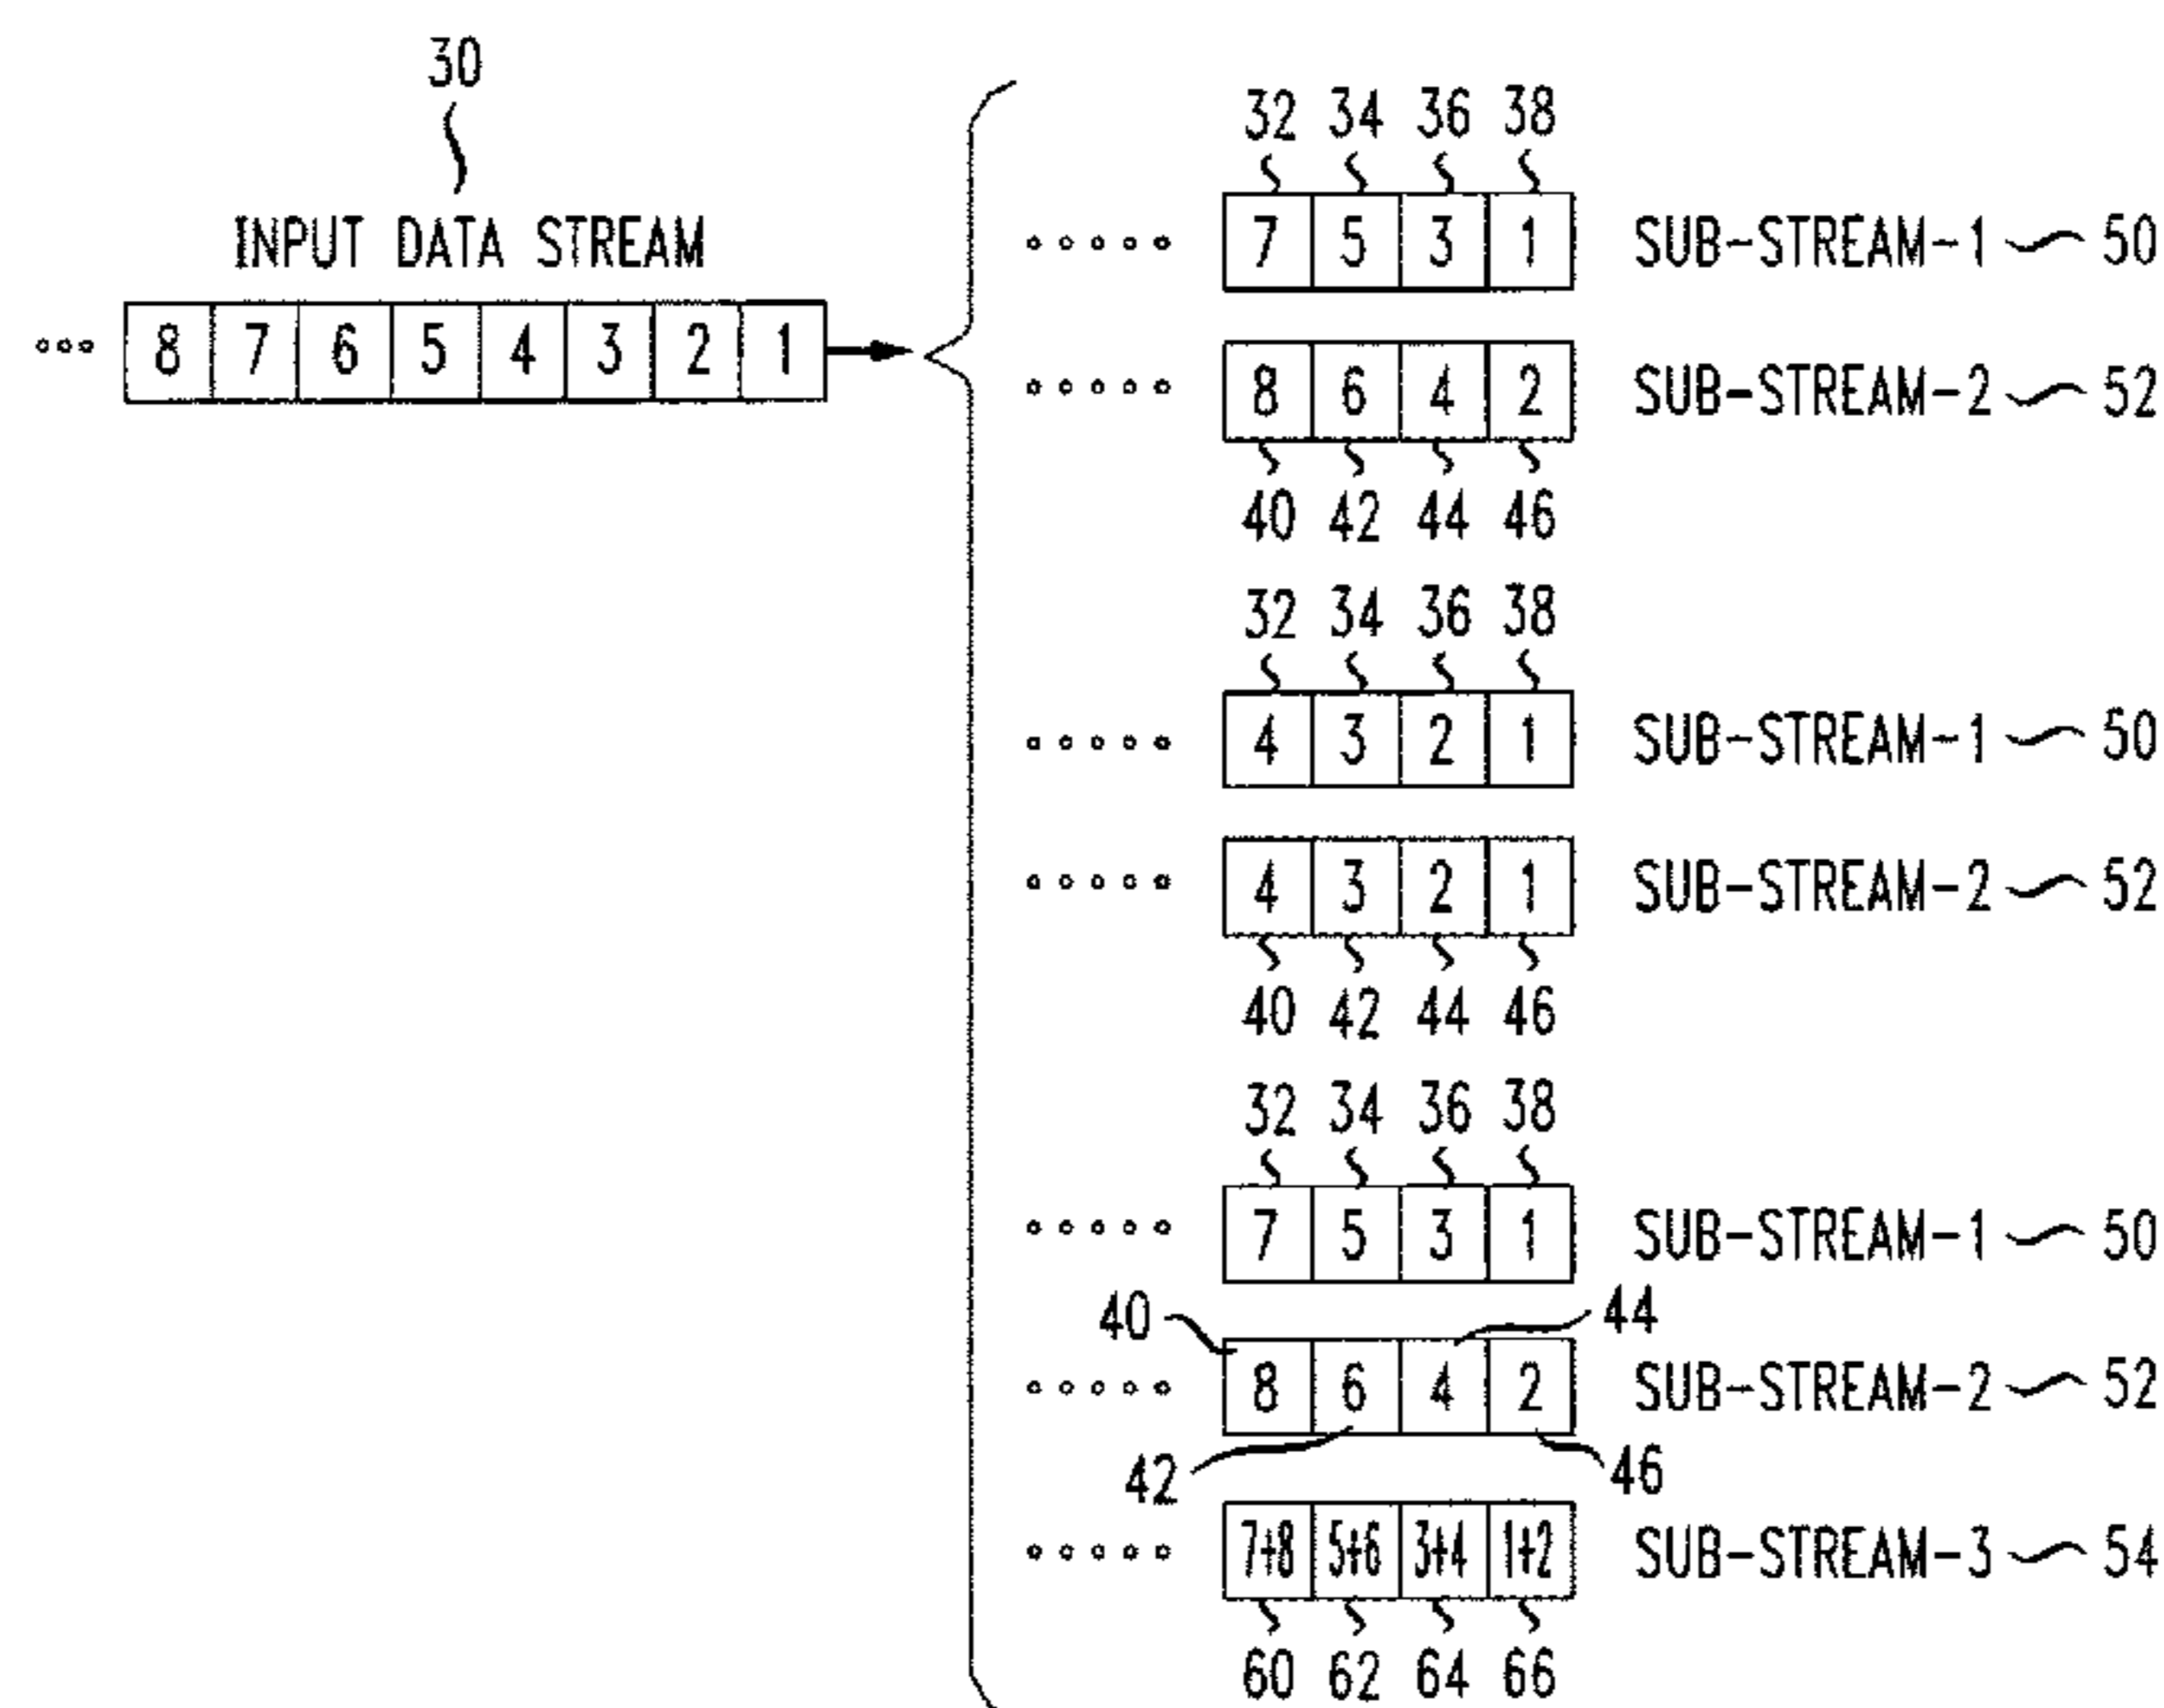 30
INPUT DATA STREAM
8 7 6 5 4 3 2 1
32 34 36 38
7 5 3 1 SUB-STREAM-1 50
8 6 4 2 SUB-STREAM-2 52
40 42 44 46
32 34 36 38
4 3 2 1 SUB-STREAM-1 50
4 3 2 1 SUB-STREAM-2 52
40 42 44 46
32 34 36 38
7 5 3 1 SUB-STREAM-1 50
40 44
8 6 4 2 SUB-STREAM-2 52
42 46
7+8 5+6 3+4 1+2 SUB-STREAM-3 54
60 62 64 66